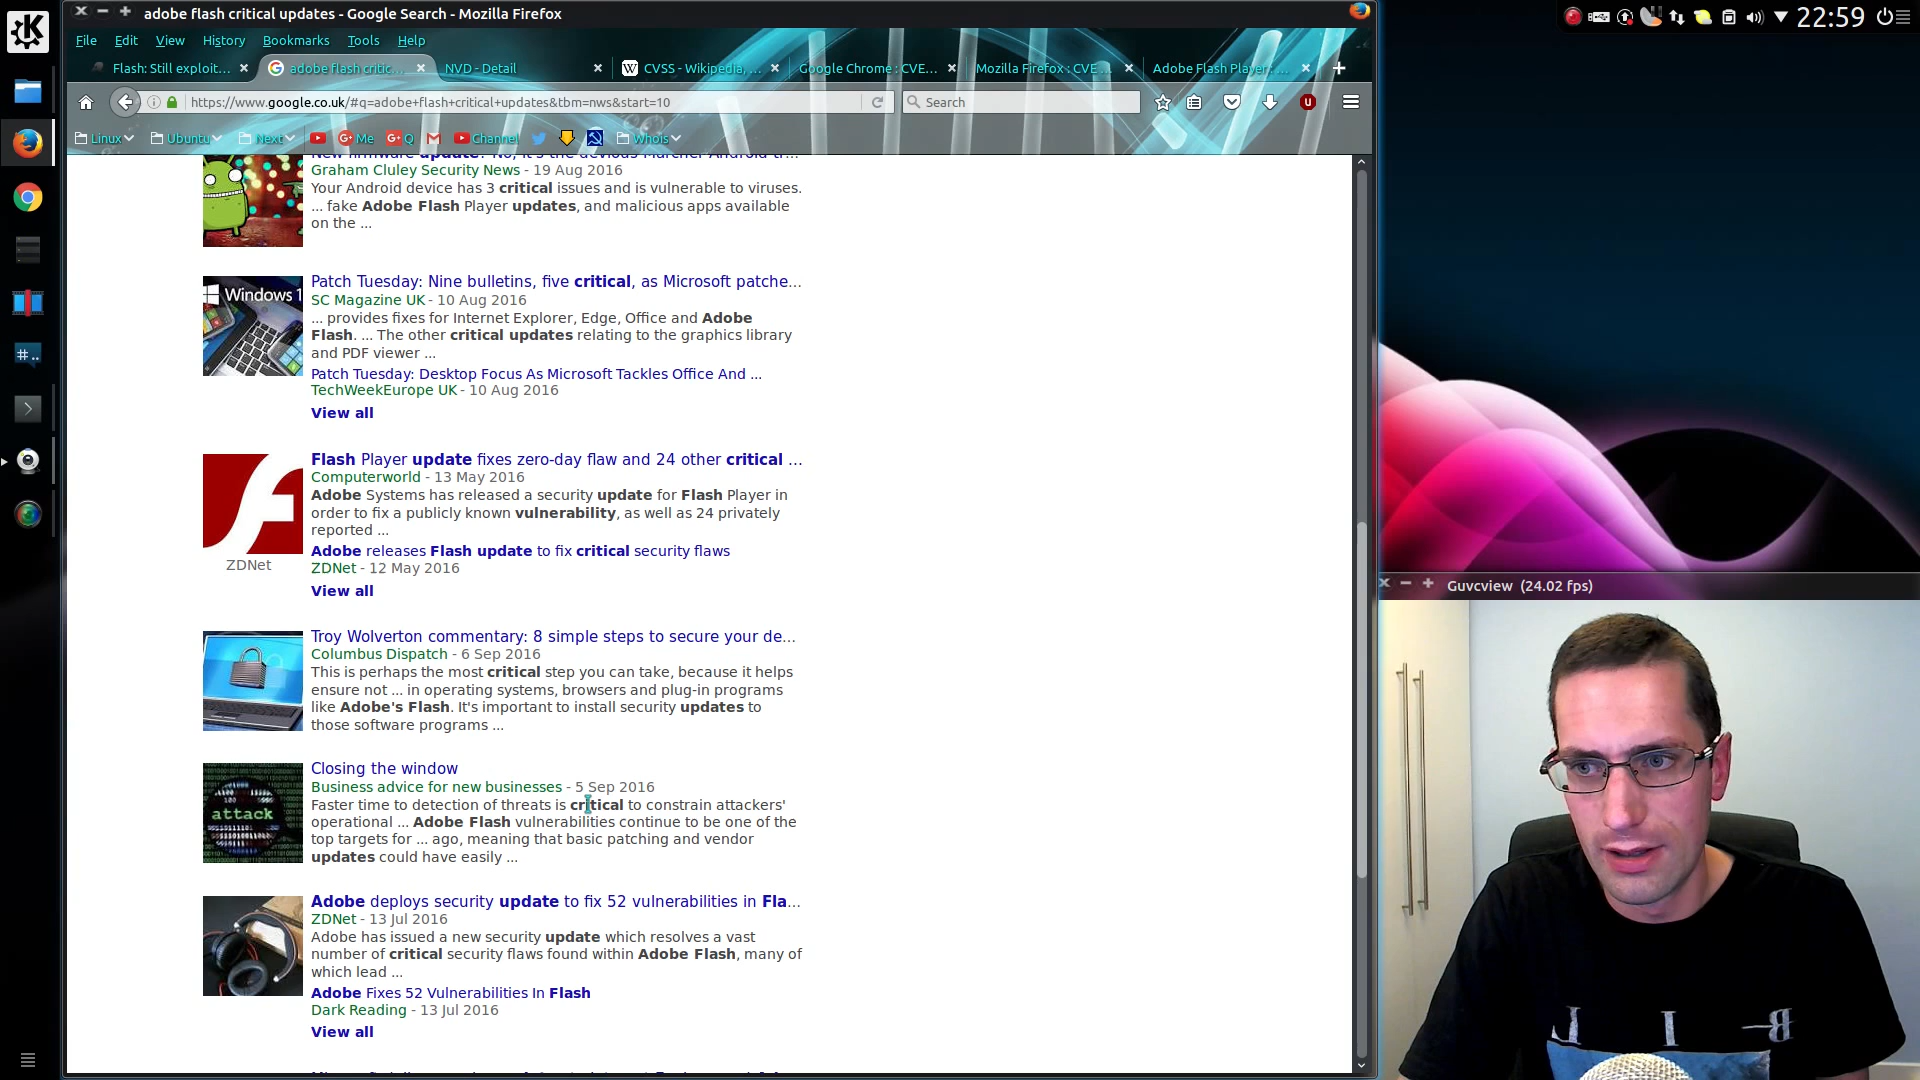 adobe flash critical updates - Google Search - Mozilla Firefox
22:59
File Edit View History Bookmarks Tools Help
Flash: Still exploit... adobe flash critic... NVD - Detail CVSS - Wikipedia, ... Google Chrome : CVE... Mozilla Firefox : CVE ... Adobe Flash Player : ...
https://www.google.co.uk/#q=adobe+flash+critical+updates&tbm=nws&start=10
Search
Linux Ubuntu Next Me Q Channel Whois
New firmware update? No, it's the devious Marcher Android tr...
Graham Cluley Security News - 19 Aug 2016
Your Android device has 3 critical issues and is vulnerable to viruses.
... fake Adobe Flash Player updates, and malicious apps available
on the ...
Windows 1
Patch Tuesday: Nine bulletins, five critical, as Microsoft patche...
SC Magazine UK - 10 Aug 2016
... provides fixes for Internet Explorer, Edge, Office and Adobe
Flash. ... The other critical updates relating to the graphics library
and PDF viewer ...
Patch Tuesday: Desktop Focus As Microsoft Tackles Office And ...
TechWeekEurope UK - 10 Aug 2016
View all
Flash Player update fixes zero-day flaw and 24 other critical ...
Computerworld - 13 May 2016
Adobe Systems has released a security update for Flash Player in
order to fix a publicly known vulnerability, as well as 24 privately
reported ...
Adobe releases Flash update to fix critical security flaws
ZDNet
ZDNet - 12 May 2016
View all
Guvcview (24.02 fps)
Troy Wolverton commentary: 8 simple steps to secure your de...
Columbus Dispatch - 6 Sep 2016
This is perhaps the most critical step you can take, because it helps
ensure not ... in operating systems, browsers and plug-in programs
like Adobe's Flash. It's important to install security updates to
those software programs ...
Closing the window
Business advice for new businesses - 5 Sep 2016
Faster time to detection of threats is critical to constrain attackers'
operational ... Adobe Flash vulnerabilities continue to be one of the
top targets for ... ago, meaning that basic patching and vendor
updates could have easily ...
attack
Adobe deploys security update to fix 52 vulnerabilities in Fla...
ZDNet - 13 Jul 2016
Adobe has issued a new security update which resolves a vast
number of critical security flaws found within Adobe Flash, many of
which lead ...
Adobe Fixes 52 Vulnerabilities In Flash
Dark Reading - 13 Jul 2016
View all